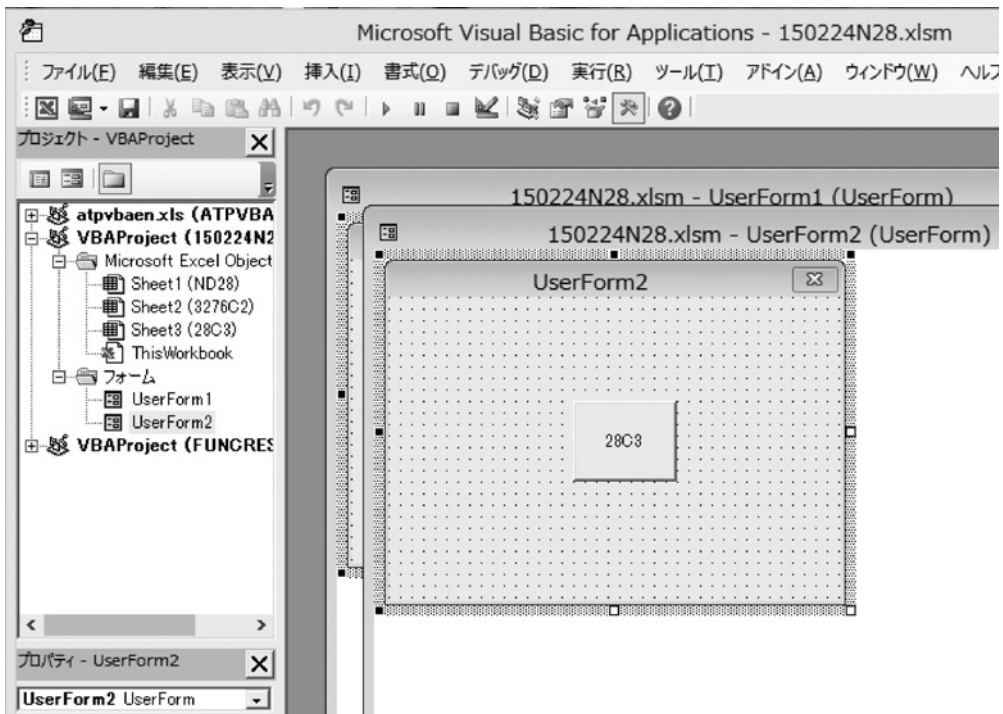 Microsoft Visual Basic for Applications - 150224N28.xlsm
ファイル(F) 編集(E) 表示(V) 挿入(I) 書式(O) デバッグ(D) 実行(R) ツール(T) アドイン(A) ウィンドウ(W) ヘルプ
プロジェクト - VBAProject
atpvbaen.xls (ATPVBA
VBAProject (150224N2
Microsoft Excel Object
Sheet1 (ND28)
Sheet2 (3276C2)
Sheet3 (28C3)
ThisWorkbook
フォーム
UserForm1
UserForm2
VBAProject (FUNCRES
プロパティ - UserForm2
UserForm2 UserForm
150224N28.xlsm - UserForm1 (UserForm)
150224N28.xlsm - UserForm2 (UserForm)
UserForm2
28C3